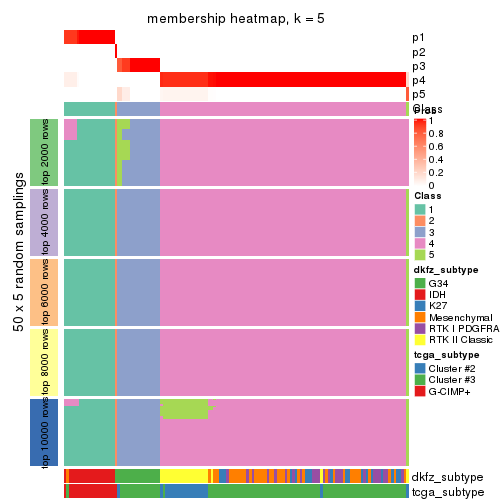 membership heatmap, k = 5
p1
p2
p3
p4
p5
Class
50 x 5 random samplings
top 2000 rows
top 4000 rows
top 6000 rows
top 8000 rows
top 10000 rows
dkfz_subtype
tcga_subtype
1
0.8
0.6
0.4
0.2
0
Class
1
2
3
4
5
dkfz_subtype
G34
IDH
K27
Mesenchymal
RTK I PDGFRA
RTK II Classic
tcga_subtype
Cluster #2
Cluster #3
G-CIMP+